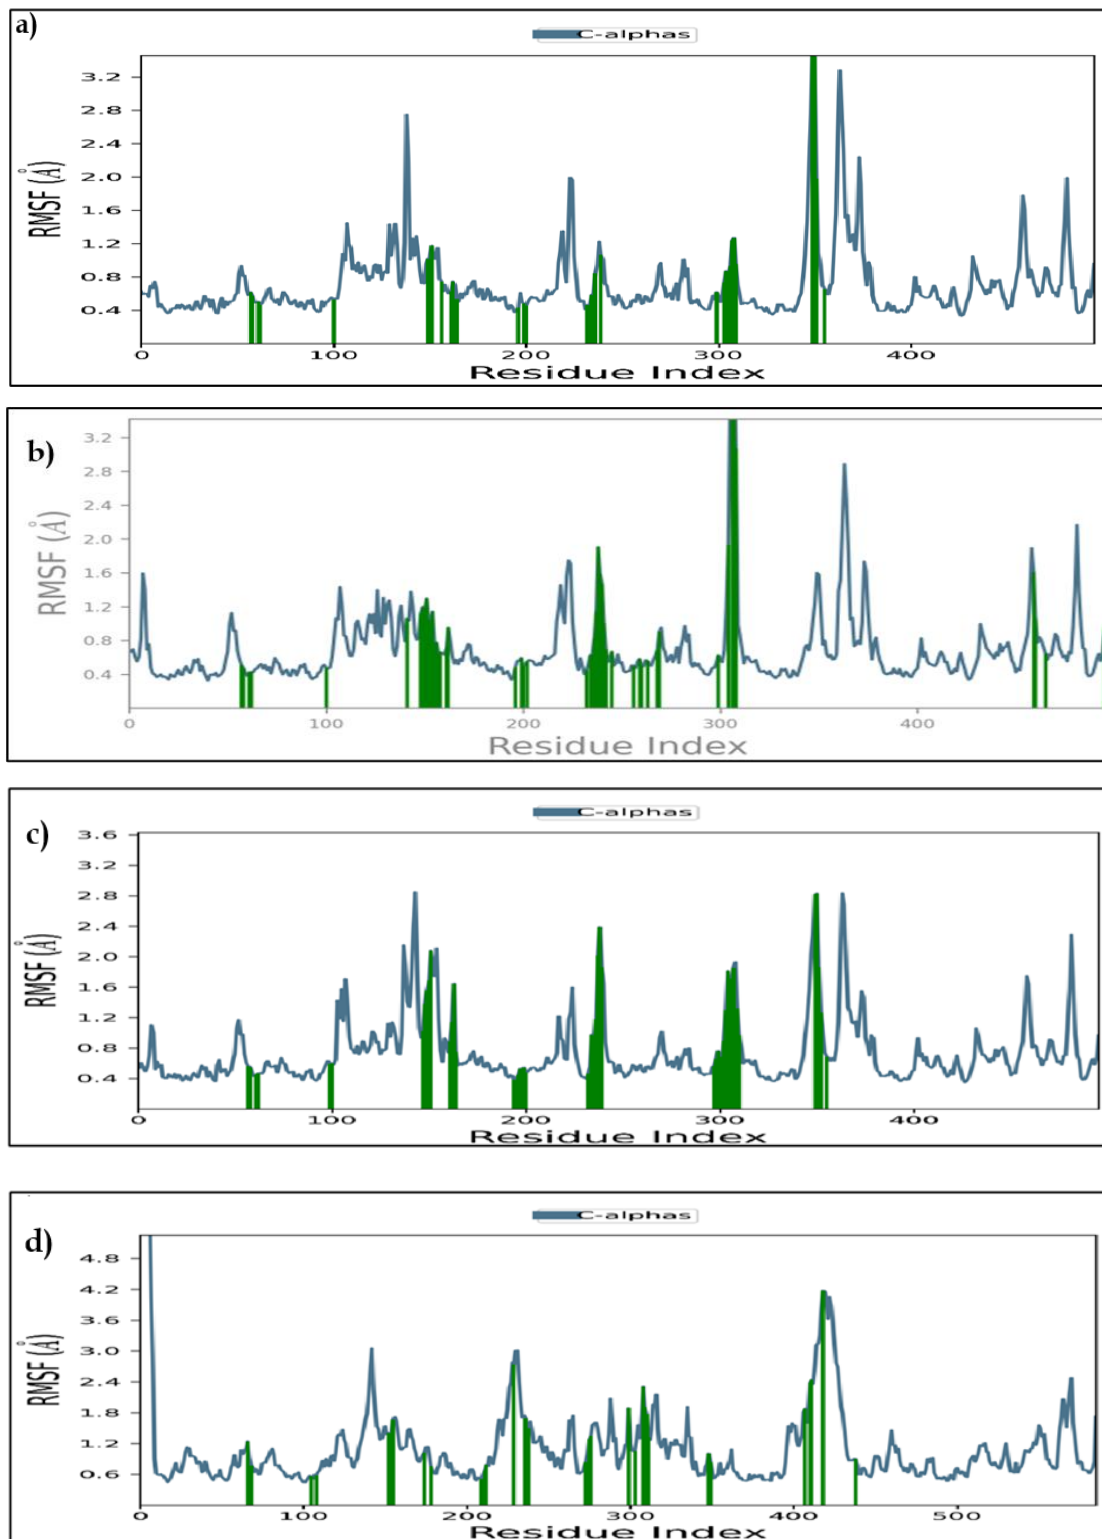 a)
C-alphas
3.2
2.8
2.4
2.0
1.6
1.2
0.8
0.4
RMSF (Å)
0 100 200 300 400
Residue Index
b)
3.2
2.8
2.4
2.0
1.6
1.2
0.8
0.4
RMSF (Å)
0 100 200 300 400
Residue Index
C-alphas
c)
3.6
3.2
2.8
2.4
2.0
1.6
1.2
0.8
0.4
RMSF (Å)
0 100 200 300 400
Residue Index
C-alphas
d)
4.8
4.2
3.6
3.0
2.4
1.8
1.2
0.6
RMSF (Å)
0 100 200 300 400 500
Residue Index